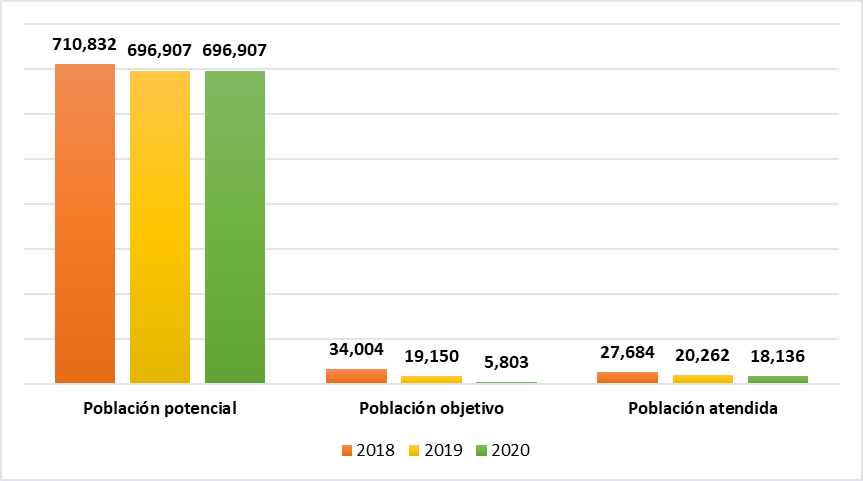 710,832 696,907 696,907
34,004 19,150 5,803
27,684 20,262 18,136
Población potencial Población objetivo Población atendida
2018 2019 2020